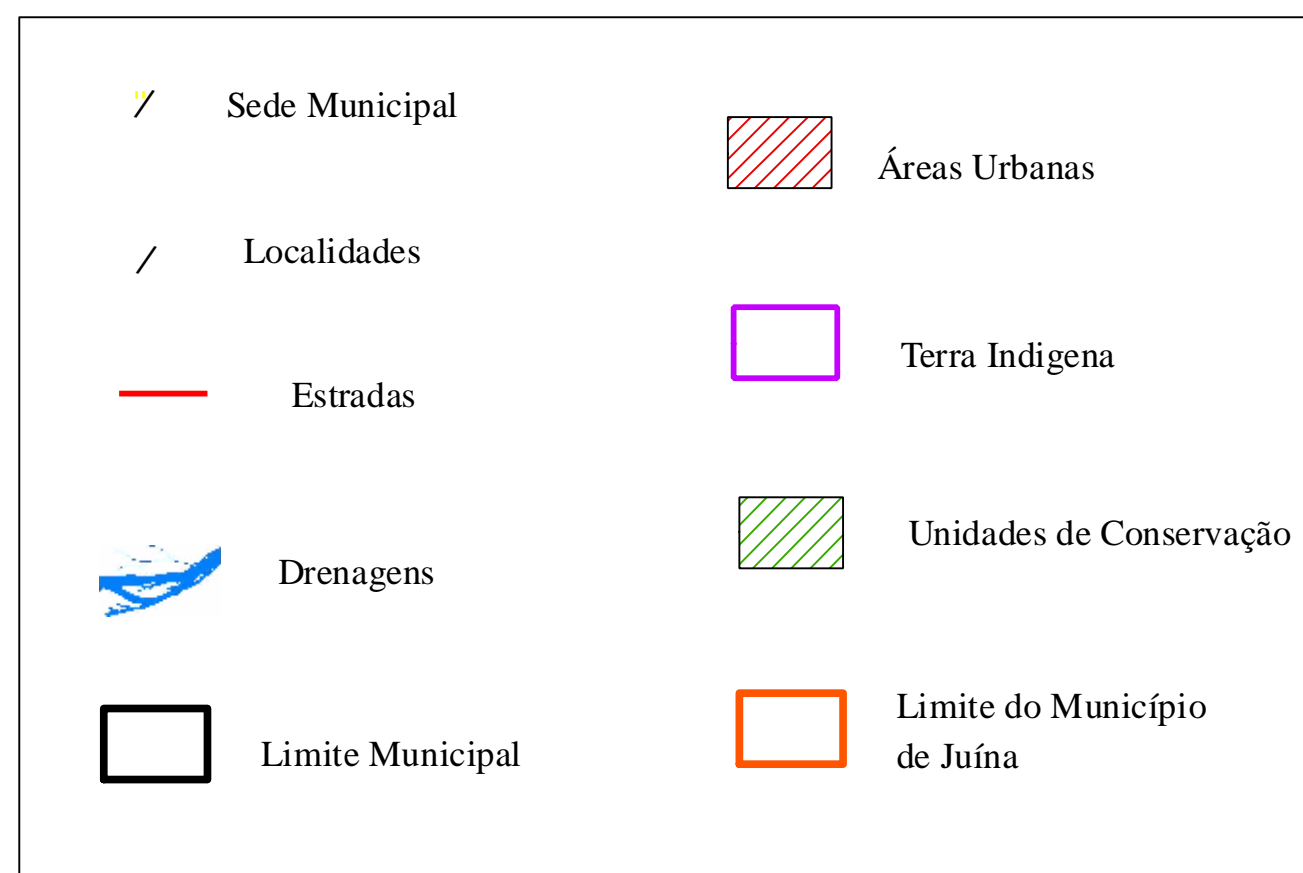 Sede Municipal
Localidades
Estradas
Drenagens
Limite Municipal
Áreas Urbanas
Terra Indigena
Unidades de Conservação
Limite do Município
de Juína